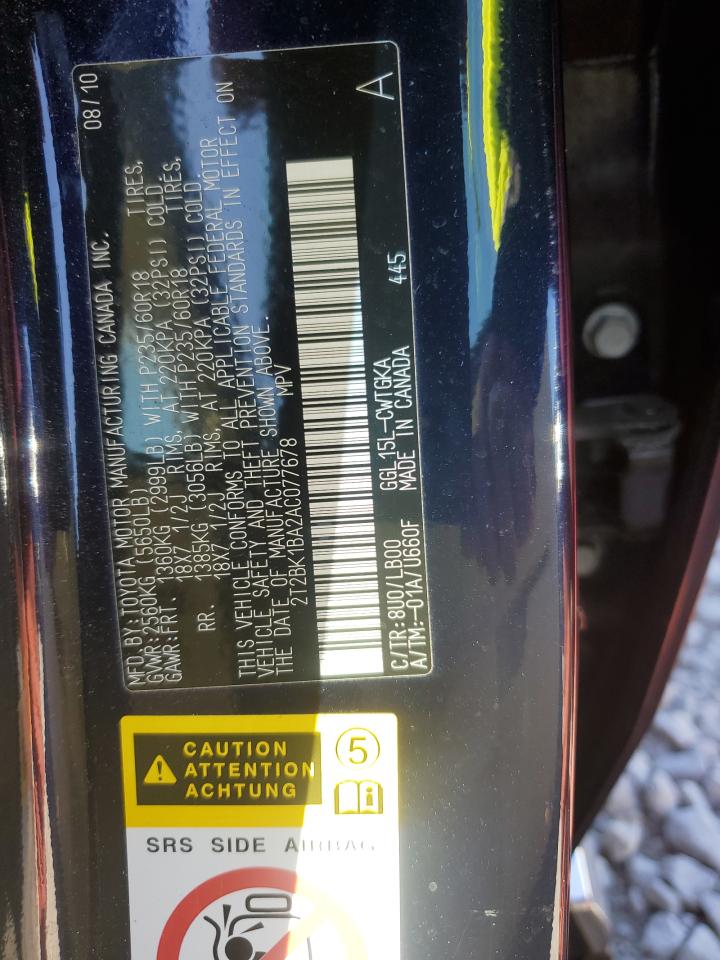 MFD. BY: TOYOTA MOTOR MANUFACTURING CANADA INC. 08/10
GVWR: 2560KG (5950LB)
GAWR: FRT. 1360KG (2999LB) WITH P235/60R18 TIRES,
18X7 1/2J RIMS, AT 220KPA (32PSI) COLD.
RR. 1385KG (3056LB) WITH P235/60R18 TIRES,
18X7 1/2J RIMS, AT 220KPA (32PSI) COLD.
THIS VEHICLE CONFORMS TO ALL APPLICABLE FEDERAL MOTOR
VEHICLE SAFETY AND THEFT PREVENTION STANDARDS IN EFFECT ON
THE DATE OF MANUFACTURE SHOWN ABOVE.
2T2BK1BA2AC077678 MPV
A
C/TR: 8U0/LB00 GGL15L-CWTGKA
A/TM: -01A/U660F MADE IN CANADA 445
CAUTION
ATTENTION
ACHTUNG
5
SRS SIDE AIRBAG